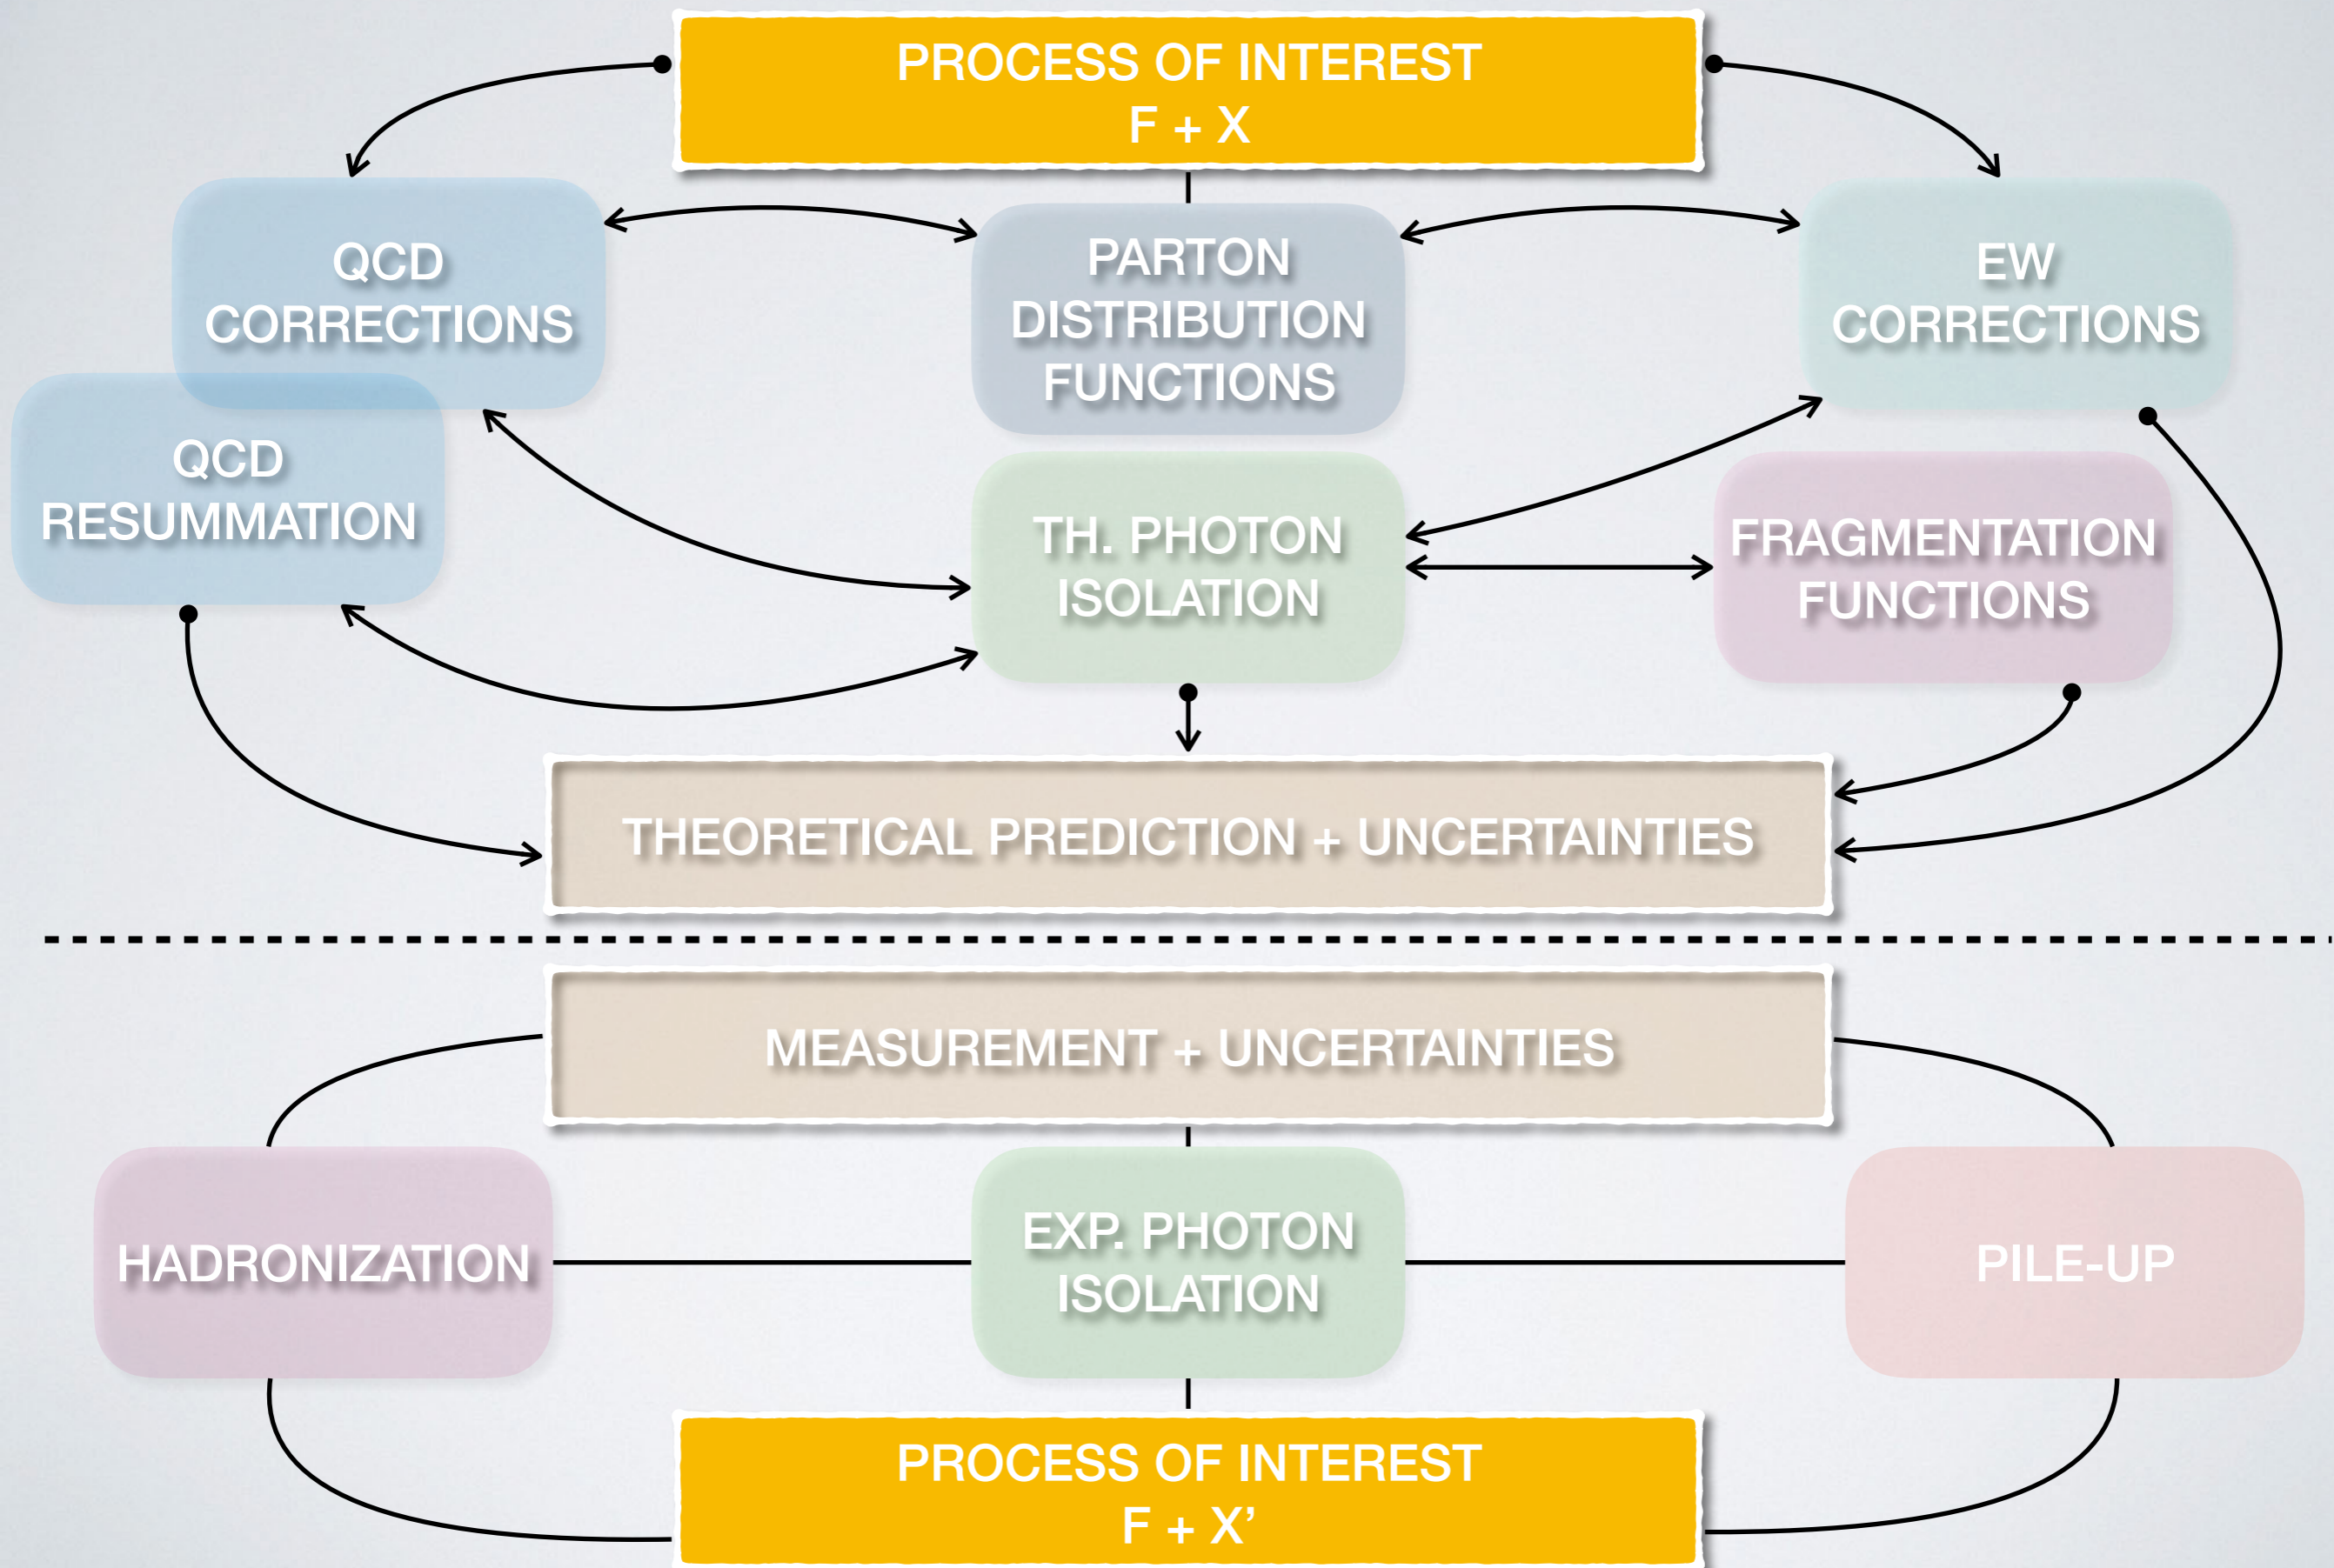 PROCESS OF INTEREST
F + X
QCD
CORRECTIONS
PARTON
DISTRIBUTION
FUNCTIONS
EW
CORRECTIONS
QCD
RESUMMATION
TH. PHOTON
ISOLATION
FRAGMENTATION
FUNCTIONS
THEORETICAL PREDICTION + UNCERTAINTIES
MEASUREMENT + UNCERTAINTIES
HADRONIZATION
EXP. PHOTON
ISOLATION
PILE-UP
PROCESS OF INTEREST
F + X’